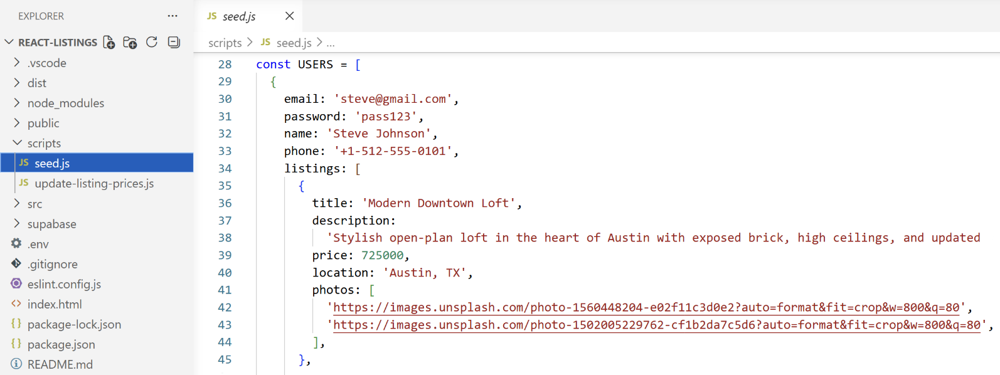 EXPLORER
REACT-LISTINGS
.vscode
dist
node_modules
public
scripts
JS seed.js
JS update-listing-prices.js
src
supabase
.env
.gitignore
eslint.config.js
<> index.html
{} package-lock.json
{} package.json
README.md
JS seed.js
scripts > JS seed.js > ...
28 const USERS = [
29 {
30 email: 'steve@gmail.com',
31 password: 'pass123',
32 name: 'Steve Johnson',
33 phone: '+1-512-555-0101',
34 listings: [
35 {
36 title: 'Modern Downtown Loft',
37 description:
38 'Stylish open-plan loft in the heart of Austin with exposed brick, high ceilings, and updated
39 price: 725000,
40 location: 'Austin, TX',
41 photos: [
42 'https://images.unsplash.com/photo-1560448204-e02f11c3d0e2?auto=format&fit=crop&w=800&q=80',
43 'https://images.unsplash.com/photo-1502005229762-cf1b2da7c5d6?auto=format&fit=crop&w=800&q=80',
44 ],
45 },